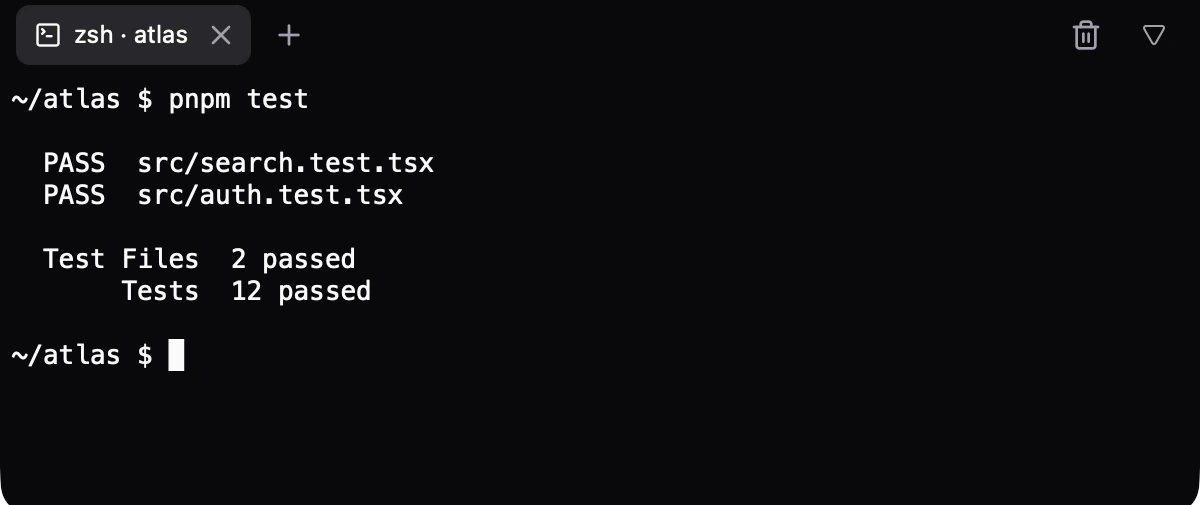 zsh · atlas
~/atlas $ pnpm test
PASS  src/search.test.tsx
PASS  src/auth.test.tsx
Test Files  2 passed
Tests  12 passed
~/atlas $